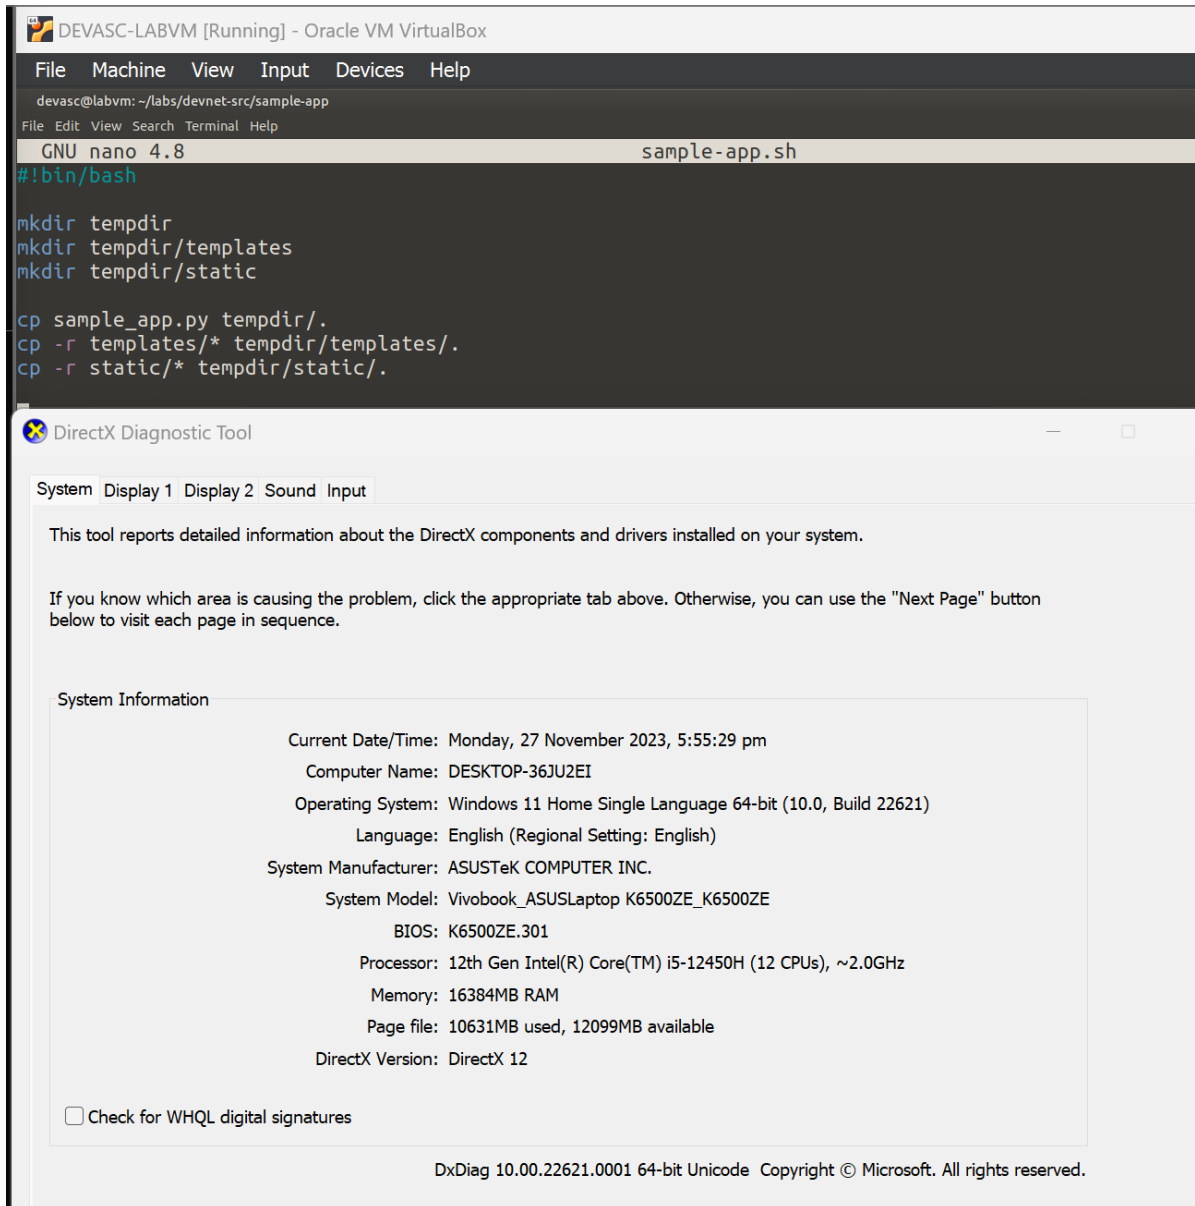 DEVASC-LABVM [Running] - Oracle VM VirtualBox
File Machine View Input Devices Help
devasc@labvm: ~/labs/devnet-src/sample-app
File Edit View Search Terminal Help
GNU nano 4.8 sample-app.sh
#!bin/bash
mkdir tempdir
mkdir tempdir/templates
mkdir tempdir/static
cp sample_app.py tempdir/.
cp -r templates/* tempdir/templates/.
cp -r static/* tempdir/static/.
DirectX Diagnostic Tool
System Display 1 Display 2 Sound Input
This tool reports detailed information about the DirectX components and drivers installed on your system.
If you know which area is causing the problem, click the appropriate tab above. Otherwise, you can use the "Next Page" button
below to visit each page in sequence.
System Information
Current Date/Time: Monday, 27 November 2023, 5:55:29 pm
Computer Name: DESKTOP-36JU2EI
Operating System: Windows 11 Home Single Language 64-bit (10.0, Build 22621)
Language: English (Regional Setting: English)
System Manufacturer: ASUSTeK COMPUTER INC.
System Model: Vivobook_ASUSLaptop K6500ZE_K6500ZE
BIOS: K6500ZE.301
Processor: 12th Gen Intel(R) Core(TM) i5-12450H (12 CPUs), ~2.0GHz
Memory: 16384MB RAM
Page file: 10631MB used, 12099MB available
DirectX Version: DirectX 12
Check for WHQL digital signatures
DxDiag 10.00.22621.0001 64-bit Unicode Copyright © Microsoft. All rights reserved.